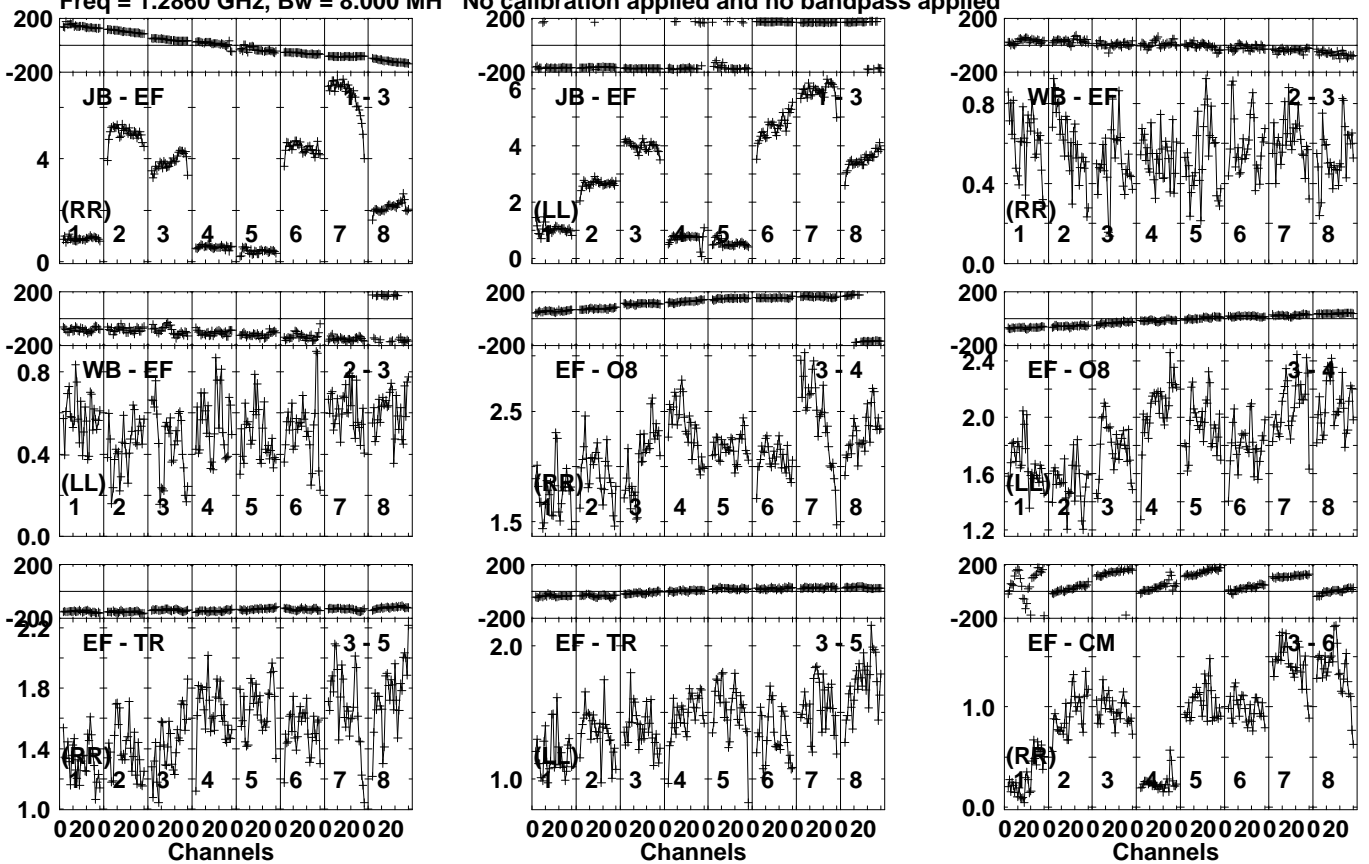 Freq = 1.2860 GHz, Bw = 8.000 MH No calibration applied and no bandpass applied
200 200 200
-200 -200 -200
JB - EF 1 - 3 JB - EF 1 - 3 WB - EF 2 - 3
6 0.8
4 4
0.4
2
(RR) (LL) (RR)
1 2 3 4 5 6 7 8 1 2 3 4 5 6 7 8 1 2 3 4 5 6 7 8
0 0 0.0
200 200 200
-200 -200 -200
WB - EF 2 - 3 EF - O8 3 - 4 EF - O8 3 - 4
0.8 2.4
2.5 2.0
0.4
1.6
(LL) (RR) (LL)
1 2 3 4 5 6 7 8 1 2 3 4 5 6 7 8 1 2 3 4 5 6 7 8
0.0 1.5 1.2
200 200 200
-200 -200 -200
2.2
EF - TR 3 - 5 EF - TR 3 - 5 EF - CM 3 - 6
2.0
1.8
1.0
1.4
(RR) (LL) (RR)
1 2 3 4 5 6 7 8 1.0 1 2 3 4 5 6 7 8 1 2 3 4 5 6 7 8
1.0 0.0
0 20 0 20 0 20 0 20 0 20 0 20 0 20 0 20 0 20 0 20 0 20 0 20 0 20 0 20 0 20 0 20 0 20 0 20 0 20 0 20 0 20 0 20 0 20 0 20
Channels Channels Channels